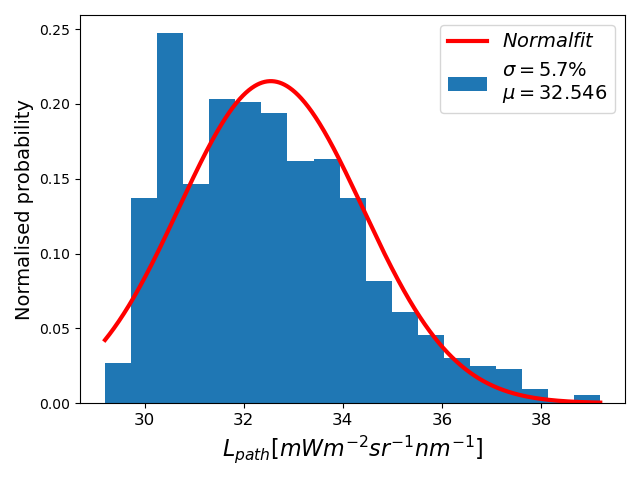 Normalfit
σ = 5.7%
μ = 32.546
Normalised probability
0.25
0.20
0.15
0.10
0.05
0.00
30 32 34 36 38
L_path[mWm⁻²sr⁻¹nm⁻¹]